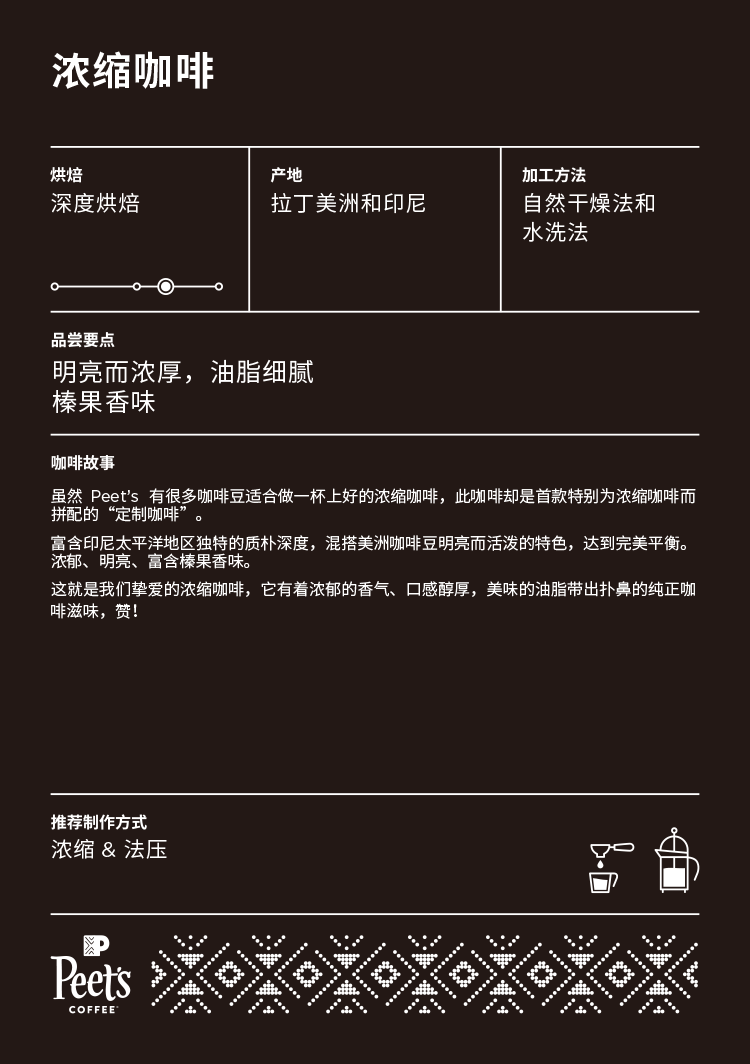 浓缩咖啡
烘焙
深度烘焙
产地
拉丁美洲和印尼
加工方法
自然干燥法和
水洗法
品尝要点
明亮而浓厚，油脂细腻
榛果香味
咖啡故事
虽然 Peet's 有很多咖啡豆适合做一杯上好的浓缩咖啡，此咖啡却是首款特别为浓缩咖啡而
拼配的“定制咖啡”。
富含印尼太平洋地区独特的质朴深度，混搭美洲咖啡豆明亮而活泼的特色，达到完美平衡。
浓郁、明亮、富含榛果香味。
这就是我们挚爱的浓缩咖啡，它有着浓郁的香气、口感醇厚，美味的油脂带出扑鼻的纯正咖
啡滋味，赞！
推荐制作方式
浓缩 & 法压
P
Peet's
COFFEE